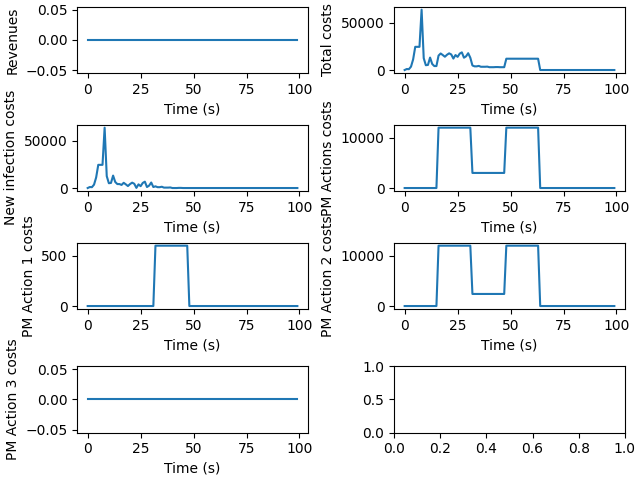 Revenues
0.05
0.00
−0.05
0 25 50 75 100
Time (s)
Total costs
50000
0
0 25 50 75 100
Time (s)
New infection costs
50000
0
0 25 50 75 100
Time (s)
PM Actions costs
10000
0
0 25 50 75 100
Time (s)
PM Action 1 costs
500
0
0 25 50 75 100
Time (s)
PM Action 2 costs
10000
0
0 25 50 75 100
Time (s)
PM Action 3 costs
0.05
0.00
−0.05
0 25 50 75 100
Time (s)
1.0
0.5
0.0
0.0 0.2 0.4 0.6 0.8 1.0